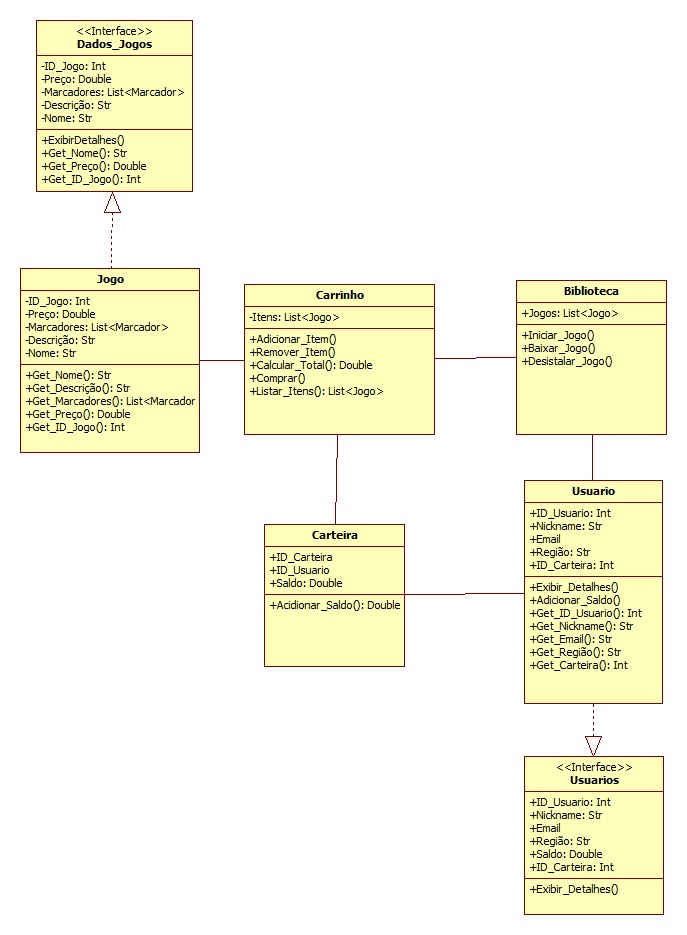 <<Interface>>
Dados_Jogos
-ID_Jogo: Int
-Preço: Double
-Marcadores: List<Marcador>
-Descrição: Str
-Nome: Str
+ExibirDetalhes()
+Get_Nome(): Str
+Get_Preço(): Double
+Get_ID_Jogo(): Int
Jogo
-ID_Jogo: Int
-Preço: Double
-Marcadores: List<Marcador>
-Descrição: Str
-Nome: Str
+Get_Nome(): Str
+Get_Descrição(): Str
+Get_Marcadores(): List<Marcador
+Get_Preço(): Double
+Get_ID_Jogo(): Int
Carrinho
-Itens: List<Jogo>
+Adicionar_Item()
+Remover_Item()
+Calcular_Total(): Double
+Comprar()
+Listar_Itens(): List<Jogo>
Biblioteca
+Jogos: List<Jogo>
+Iniciar_Jogo()
+Baixar_Jogo()
+Desistalar_Jogo()
Carteira
+ID_Carteira
+ID_Usuario
+Saldo: Double
+Acidionar_Saldo(): Double
Usuario
+ID_Usuario: Int
+Nickname: Str
+Email
+Região: Str
+ID_Carteira: Int
+Exibir_Detalhes()
+Adicionar_Saldo()
+Get_ID_Usuario(): Int
+Get_Nickname(): Str
+Get_Email(): Str
+Get_Região(): Str
+Get_Carteira(): Int
<<Interface>>
Usuarios
+ID_Usuario: Int
+Nickname: Str
+Email
+Região: Str
+Saldo: Double
+ID_Carteira: Int
+Exibir_Detalhes()